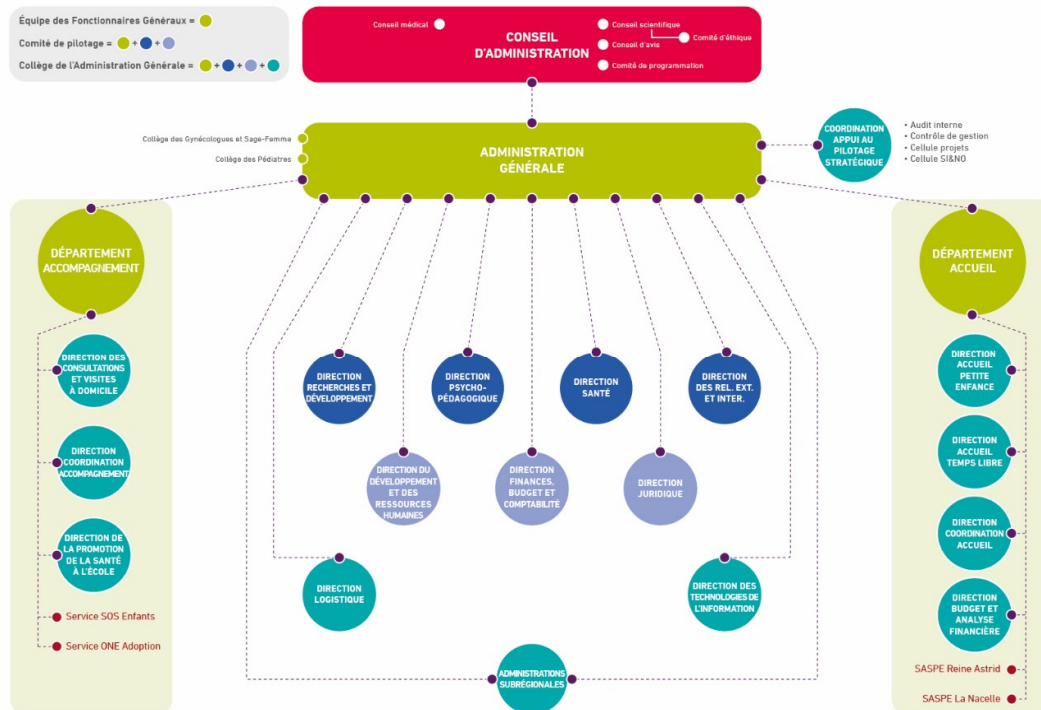 Équipe des Fonctionnaires Généraux =
Comité de pilotage = + +
Collège de l'Administration Générale = + + +
Conseil médical
CONSEIL
D'ADMINISTRATION
Conseil scientifique
Comité d'éthique
Conseil d'avis
Comité de programmation
Collège des Gynécologues et Sage-Femme
Collège des Pédiatres
ADMINISTRATION
GÉNÉRALE
COORDINATION
APPUI AU
PILOTAGE
STRATÉGIQUE
• Audit interne
• Contrôle de gestion
• Cellule projets
• Cellule SI&NO
DÉPARTEMENT
ACCOMPAGNEMENT
DIRECTION DES
CONSULTATIONS
ET VISITES
À DOMICILE
DIRECTION
COORDINATION
ACCOMPAGNEMENT
DIRECTION DE
LA PROMOTION
DE LA SANTÉ
À L'ÉCOLE
Service SOS Enfants
Service ONE Adoption
DIRECTION
RECHERCHES ET
DÉVELOPPEMENT
DIRECTION
PSYCHO-
PÉDAGOGIQUE
DIRECTION
SANTÉ
DIRECTION
DES REL. EXT.
ET INTER.
DIRECTION DU
DÉVELOPPEMENT
ET DES
RESSOURCES
HUMAINES
DIRECTION
FINANCES,
BUDGET ET
COMPTABILITÉ
DIRECTION
JURIDIQUE
DIRECTION
LOGISTIQUE
DIRECTION DES
TECHNOLOGIES DE
L'INFORMATION
ADMINISTRATIONS
SUBRÉGIONALES
DÉPARTEMENT
ACCUEIL
DIRECTION
ACCUEIL
PETITE
ENFANCE
DIRECTION
ACCUEIL
TEMPS LIBRE
DIRECTION
COORDINATION
ACCUEIL
DIRECTION
BUDGET ET
ANALYSE
FINANCIÈRE
SASPE Reine Astrid
SASPE La Nacelle